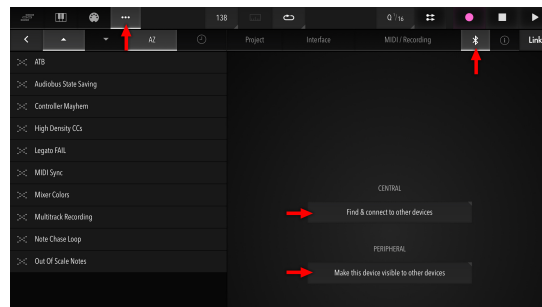 138
Q 1/16
AZ
Project
Interface
MIDI / Recording
Link
ATB
Audiobus State Saving
Controller Mayhem
High Density CCs
Legato FAIL
MIDI Sync
Mixer Colors
Multitrack Recording
Note Chase Loop
Out Of Scale Notes
CENTRAL
Find & connect to other devices
PERIPHERAL
Make this device visible to other devices